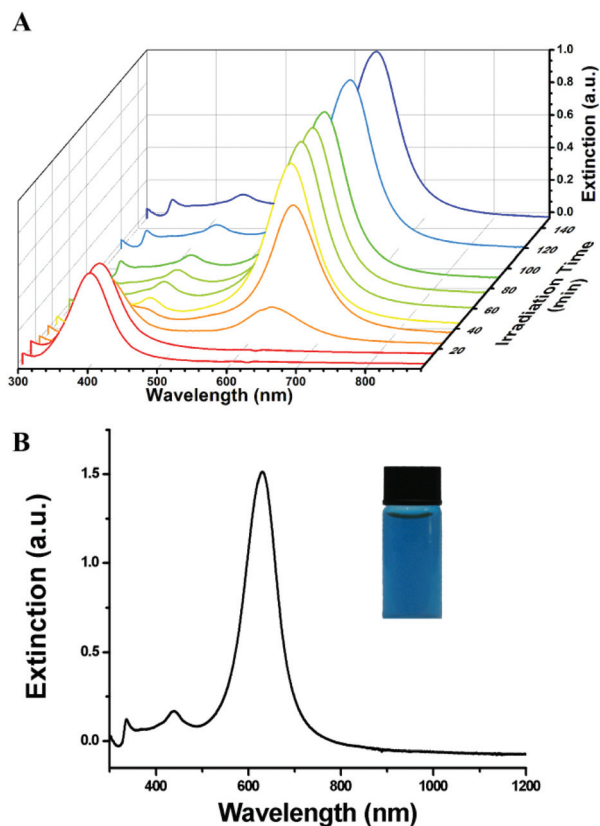 A
Extinction (a.u.)
1.0
0.8
0.6
0.4
0.2
0.0
140
120
100
80
60
40
20
Irradiation Time
(min)
300 400 500 600 700 800
Wavelength (nm)
B
Extinction (a.u.)
1.5
1.0
0.5
0.0
400 600 800 1000 1200
Wavelength (nm)